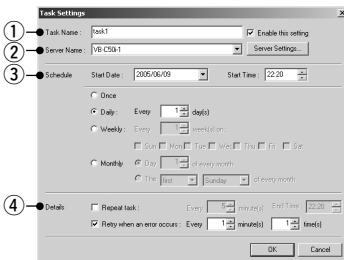 Task Settings
① Task Name : task1 Enable this setting
② Server Name : VB-C50i-1 Server Settings...
③ Schedule Start Date : 2005/06/09 Start Time : 22:20
Once
Daily : Every 1 day(s)
Weekly : Every 1 week(s) on :
Sun Mon Tue Wed Thu Fri Sat
Monthly Day 1 of every month
The first Sunday of every month
④ Details Repeat task : Every 5 minute(s) End Time 22:20
Retry when an error occurs : Every 1 minute(s) 1 time(s)
OK Cancel